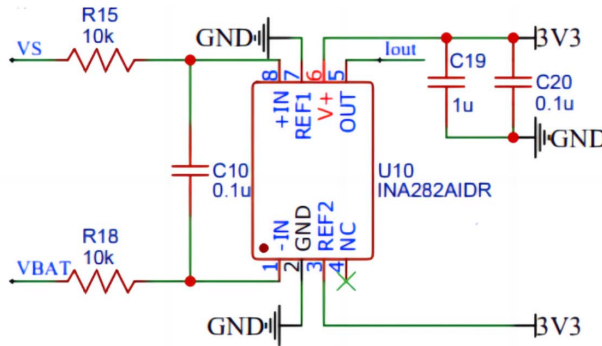 R15
10k
VS
GND
8
7
6
5
+IN
REF1
V+
OUT
Iout
C19
1u
3V3
C20
0.1u
GND
C10
0.1u
U10
INA282AIDR
-IN
GND
REF2
NC
1
2
3
4
R18
10k
VBAT
GND
3V3